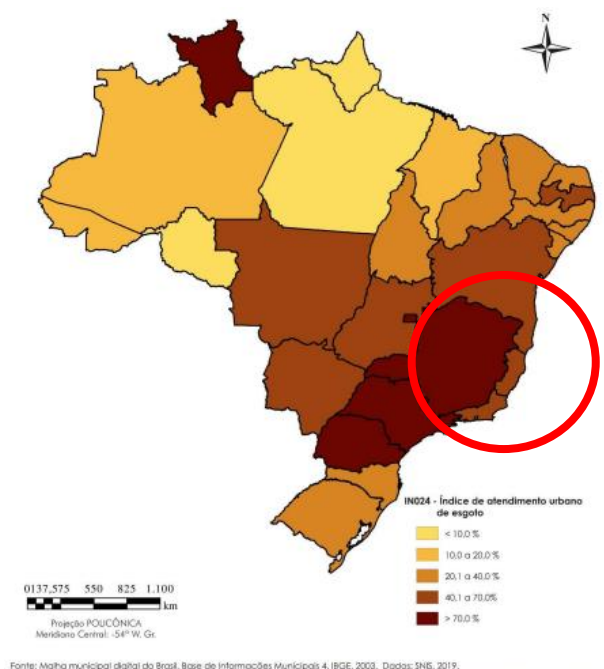 N
IN024 - Índice de atendimento urbano
de esgoto
< 10,0 %
10,0 a 20,0 %
20,1 a 40,0 %
40,1 a 70,0%
> 70,0 %
0137,575 550 825 1.100
km
Projeção POLICÔNICA
Meridiano Central: -54° W. Gr.
Fonte: Malha municipal digital do Brasil, Base de Informações Municipais 4, IBGE, 2003. Dados: SNIS, 2019.